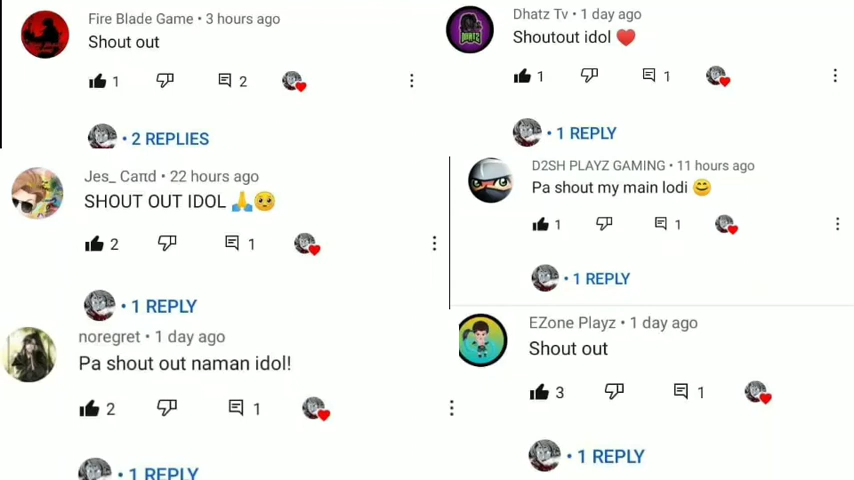 Fire Blade Game • 3 hours ago
Shout out
1
2
• 2 REPLIES
Jes_ Cantd • 22 hours ago
SHOUT OUT IDOL 🙏🥺
2
1
• 1 REPLY
noregret • 1 day ago
Pa shout out naman idol!
2
1
• 1 REPLY
Dhatz Tv • 1 day ago
Shoutout idol ❤️
1
1
• 1 REPLY
D2SH PLAYZ GAMING • 11 hours ago
Pa shout my main lodi 😊
1
1
• 1 REPLY
EZone Playz • 1 day ago
Shout out
3
1
• 1 REPLY